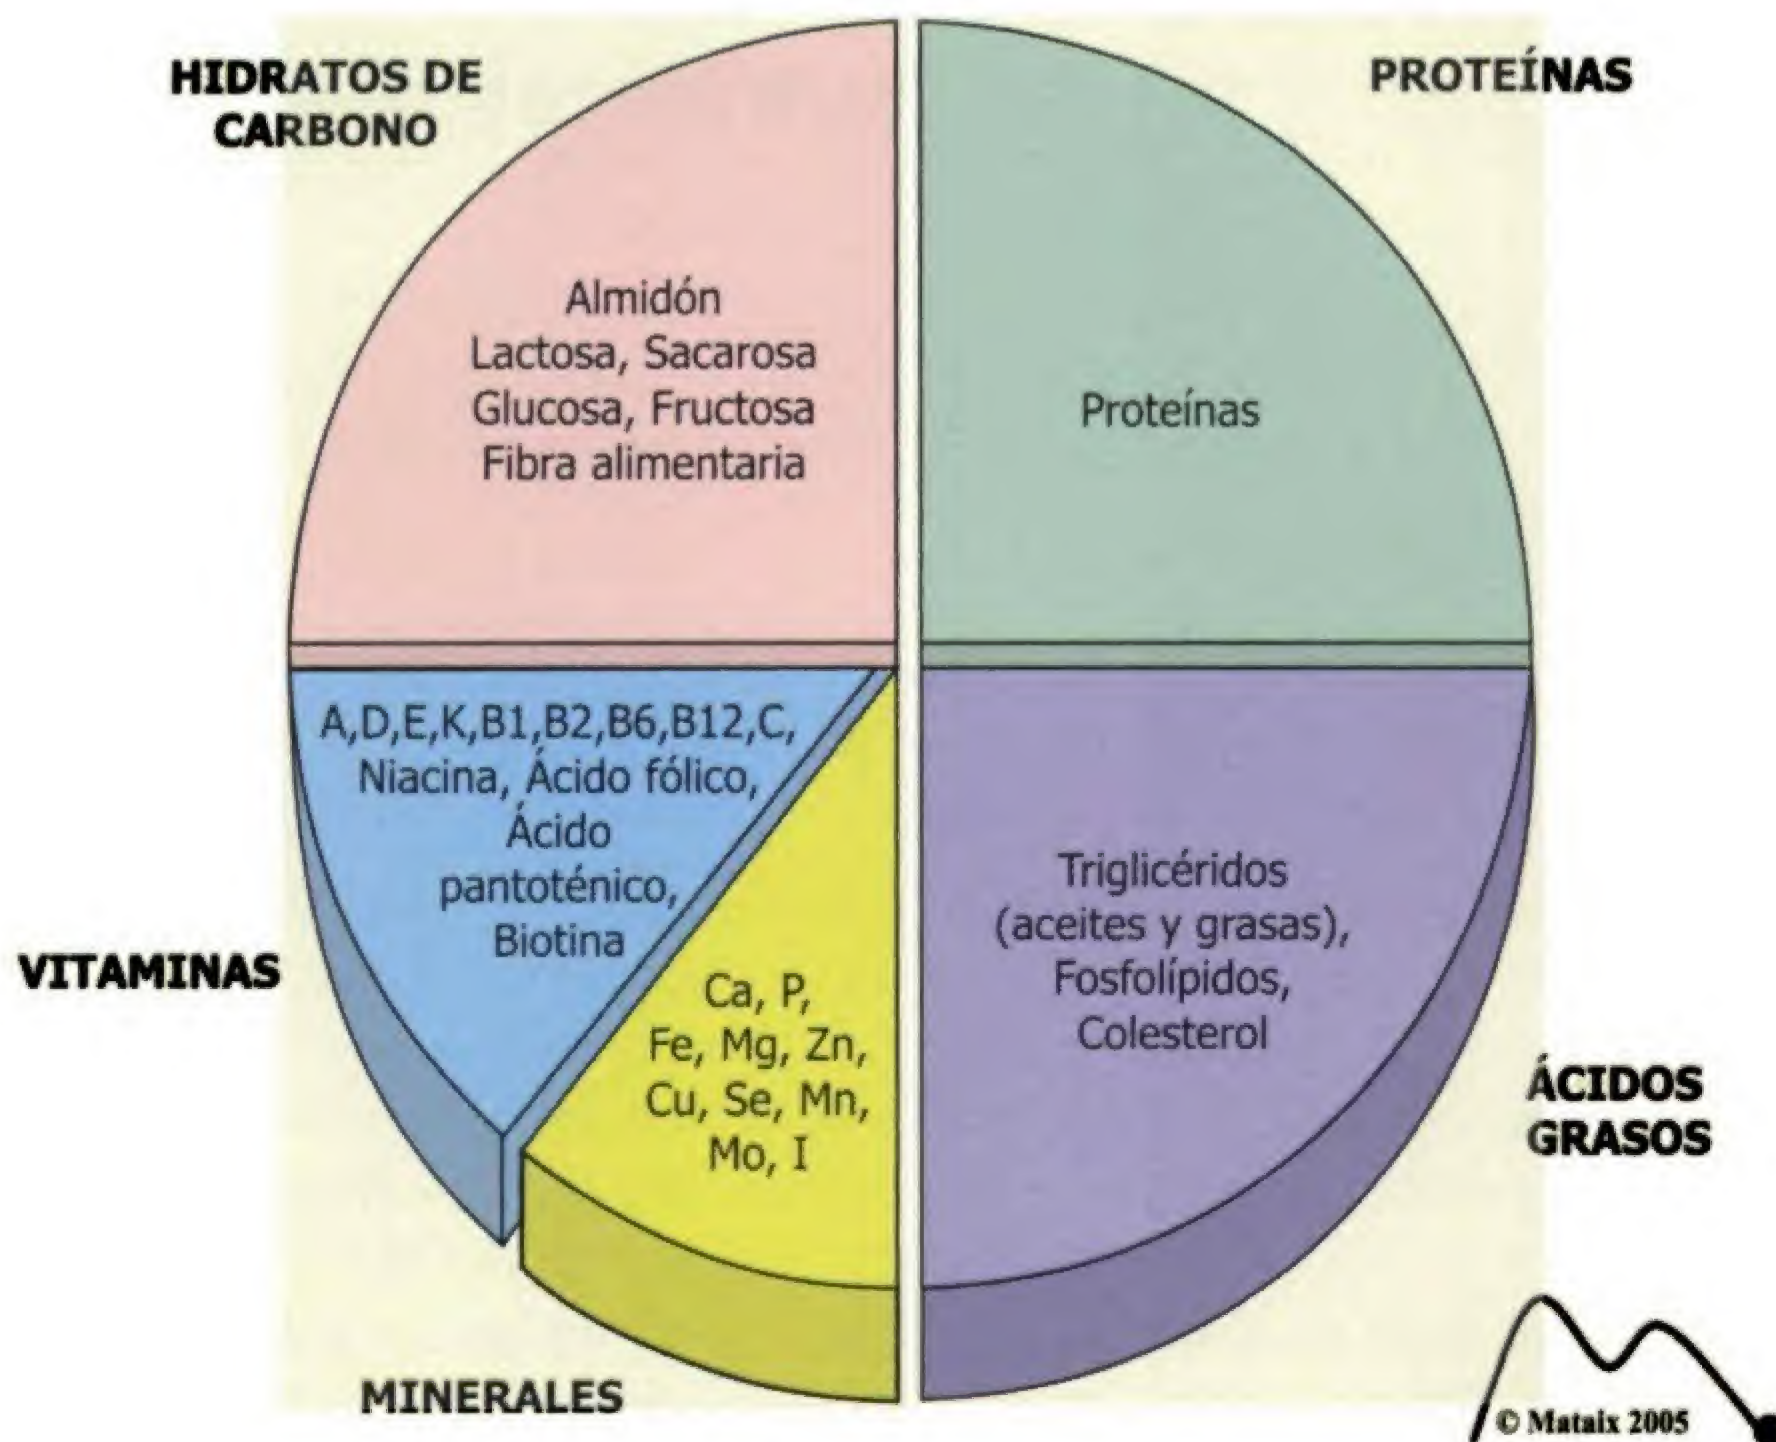 HIDRATOS DE
CARBONO
PROTEÍNAS
Almidón
Lactosa, Sacarosa
Glucosa, Fructosa
Fibra alimentaria
Proteínas
A,D,E,K,B1,B2,B6,B12,C,
Niacina, Ácido fólico,
Ácido
pantoténico,
Biotina
VITAMINAS
Ca, P,
Fe, Mg, Zn,
Cu, Se, Mn,
Mo, I
Triglicéridos
(aceites y grasas),
Fosfolípidos,
Colesterol
ÁCIDOS
GRASOS
MINERALES
© Mataix 2005